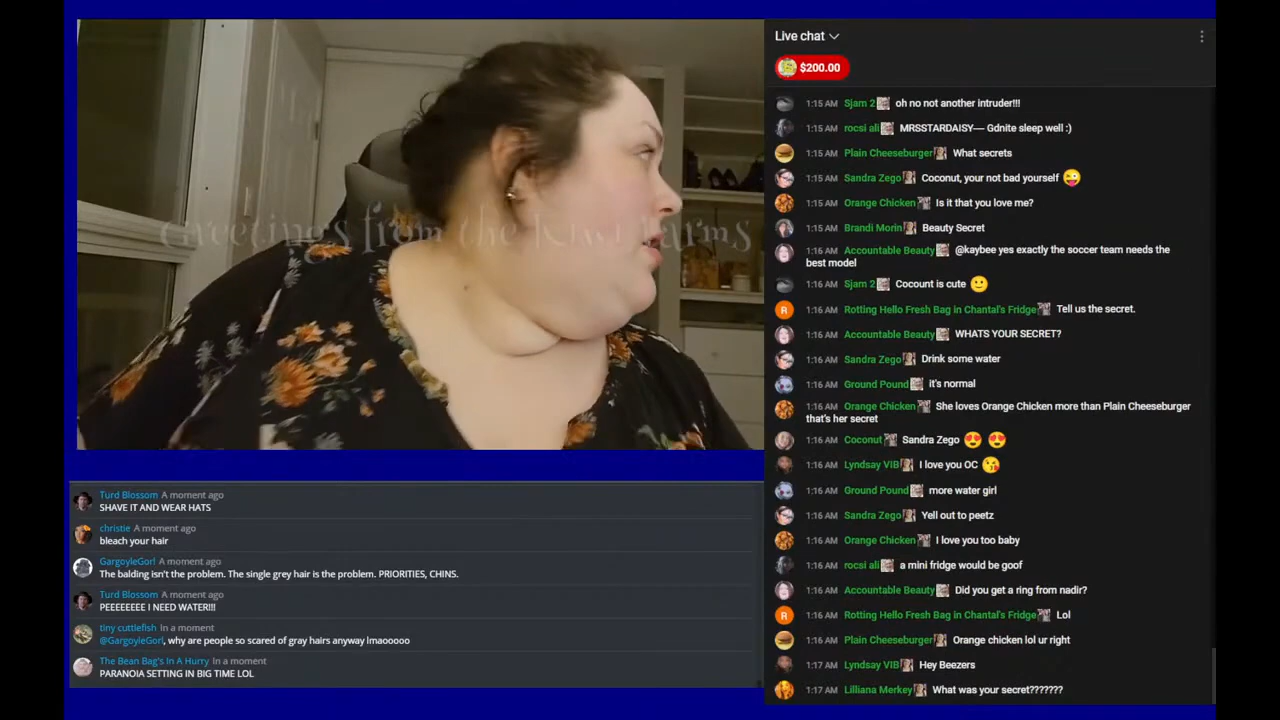 Greetings from the Kiwi Farms
Turd Blossom A moment ago
SHAVE IT AND WEAR HATS
christie A moment ago
bleach your hair
GargoyleGorl A moment ago
The balding isn't the problem. The single grey hair is the problem. PRIORITIES, CHINS.
Turd Blossom A moment ago
PEEEEEEE I NEED WATER!!!
tiny cuttlefish In a moment
@GargoyleGorl, why are people so scared of gray hairs anyway lmaoooo
The Bean Bag's In A Hurry In a moment
PARANOIA SETTING IN BIG TIME LOL
Live chat
$200.00
1:15 AM Sjam 2 oh no not another intruder!!!
1:15 AM rocsi ali MRSSTARDAISY— Gdnite sleep well :)
1:15 AM Plain Cheeseburger What secrets
1:15 AM Sandra Zego Coconut, your not bad yourself 😜
1:15 AM Orange Chicken Is it that you love me?
1:15 AM Brandi Morin Beauty Secret
1:16 AM Accountable Beauty @kaybee yes exactly the soccer team needs the
best model
1:16 AM Sjam 2 Cocount is cute 🙂
R 1:16 AM Rotting Hello Fresh Bag in Chantal's Fridge Tell us the secret.
1:16 AM Accountable Beauty WHATS YOUR SECRET?
1:16 AM Sandra Zego Drink some water
1:16 AM Ground Pound it's normal
1:16 AM Orange Chicken She loves Orange Chicken more than Plain Cheeseburger
that's her secret
1:16 AM Coconut Sandra Zego 😍 😍
1:16 AM Lyndsay VIB I love you OC 😘
1:16 AM Ground Pound more water girl
1:16 AM Sandra Zego Yell out to peetz
1:16 AM Orange Chicken I love you too baby
1:16 AM rocsi ali a mini fridge would be goof
1:16 AM Accountable Beauty Did you get a ring from nadir?
R 1:16 AM Rotting Hello Fresh Bag in Chantal's Fridge Lol
1:16 AM Plain Cheeseburger Orange chicken lol ur right
1:17 AM Lyndsay VIB Hey Beezers
1:17 AM Lilliana Merkey What was your secret???????